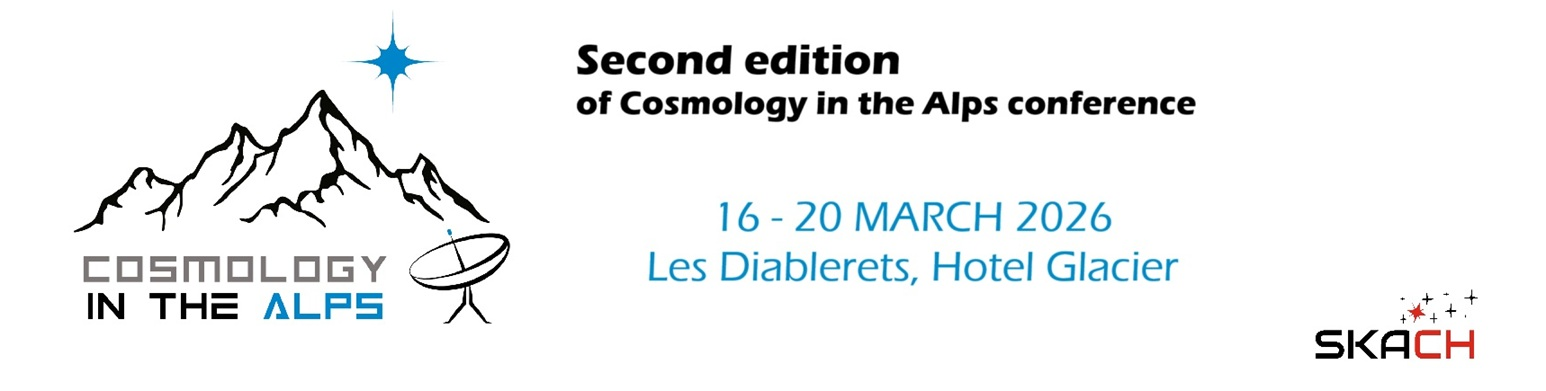 Second edition
of Cosmology in the Alps conference
16 - 20 MARCH 2026
Les Diablerets, Hotel Glacier
COSMOLOGY
IN THE ALPS
SKACH